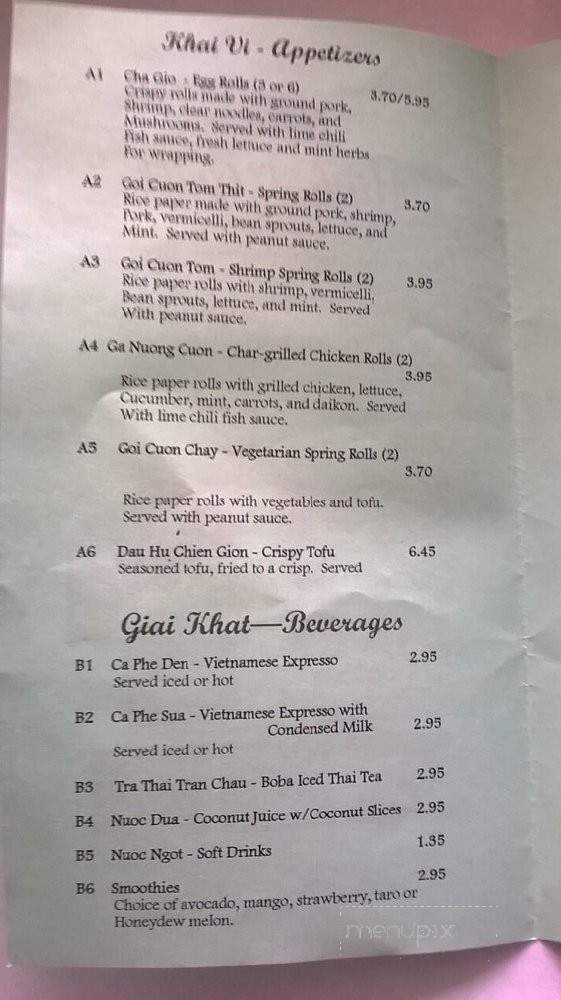 Khai Vi - Appetizers
A1 Cha Gio - Egg Rolls (3 or 6) 3.70/5.95
Crispy rolls made with ground pork,
Shrimp, clear noodles, carrots, and
Mushrooms. Served with lime chili
Fish sauce, fresh lettuce and mint herbs
For wrapping.
A2 Goi Cuon Tom Thit - Spring Rolls (2) 3.70
Rice paper made with ground pork, shrimp,
Pork, vermicelli, bean sprouts, lettuce, and
Mint. Served with peanut sauce.
A3 Goi Cuon Tom - Shrimp Spring Rolls (2) 3.95
Rice paper rolls with shrimp, vermicelli,
Bean sprouts, lettuce, and mint. Served
With peanut sauce.
A4 Ga Nuong Cuon - Char-grilled Chicken Rolls (2)
3.95
Rice paper rolls with grilled chicken, lettuce,
Cucumber, mint, carrots, and daikon. Served
With lime chili fish sauce.
A5 Goi Cuon Chay - Vegetarian Spring Rolls (2)
3.70
Rice paper rolls with vegetables and tofu.
Served with peanut sauce.
A6 Dau Hu Chien Gion - Crispy Tofu 6.45
Seasoned tofu, fried to a crisp. Served
Giai Khat—Beverages
B1 Ca Phe Den - Vietnamese Expresso 2.95
Served iced or hot
B2 Ca Phe Sua - Vietnamese Expresso with
Condensed Milk 2.95
Served iced or hot
B3 Tra Thai Tran Chau - Boba Iced Thai Tea 2.95
B4 Nuoc Dua - Coconut Juice w/Coconut Slices 2.95
B5 Nuoc Ngot - Soft Drinks 1.35
B6 Smoothies 2.95
Choice of avocado, mango, strawberry, taro or
Honeydew melon.
menupix